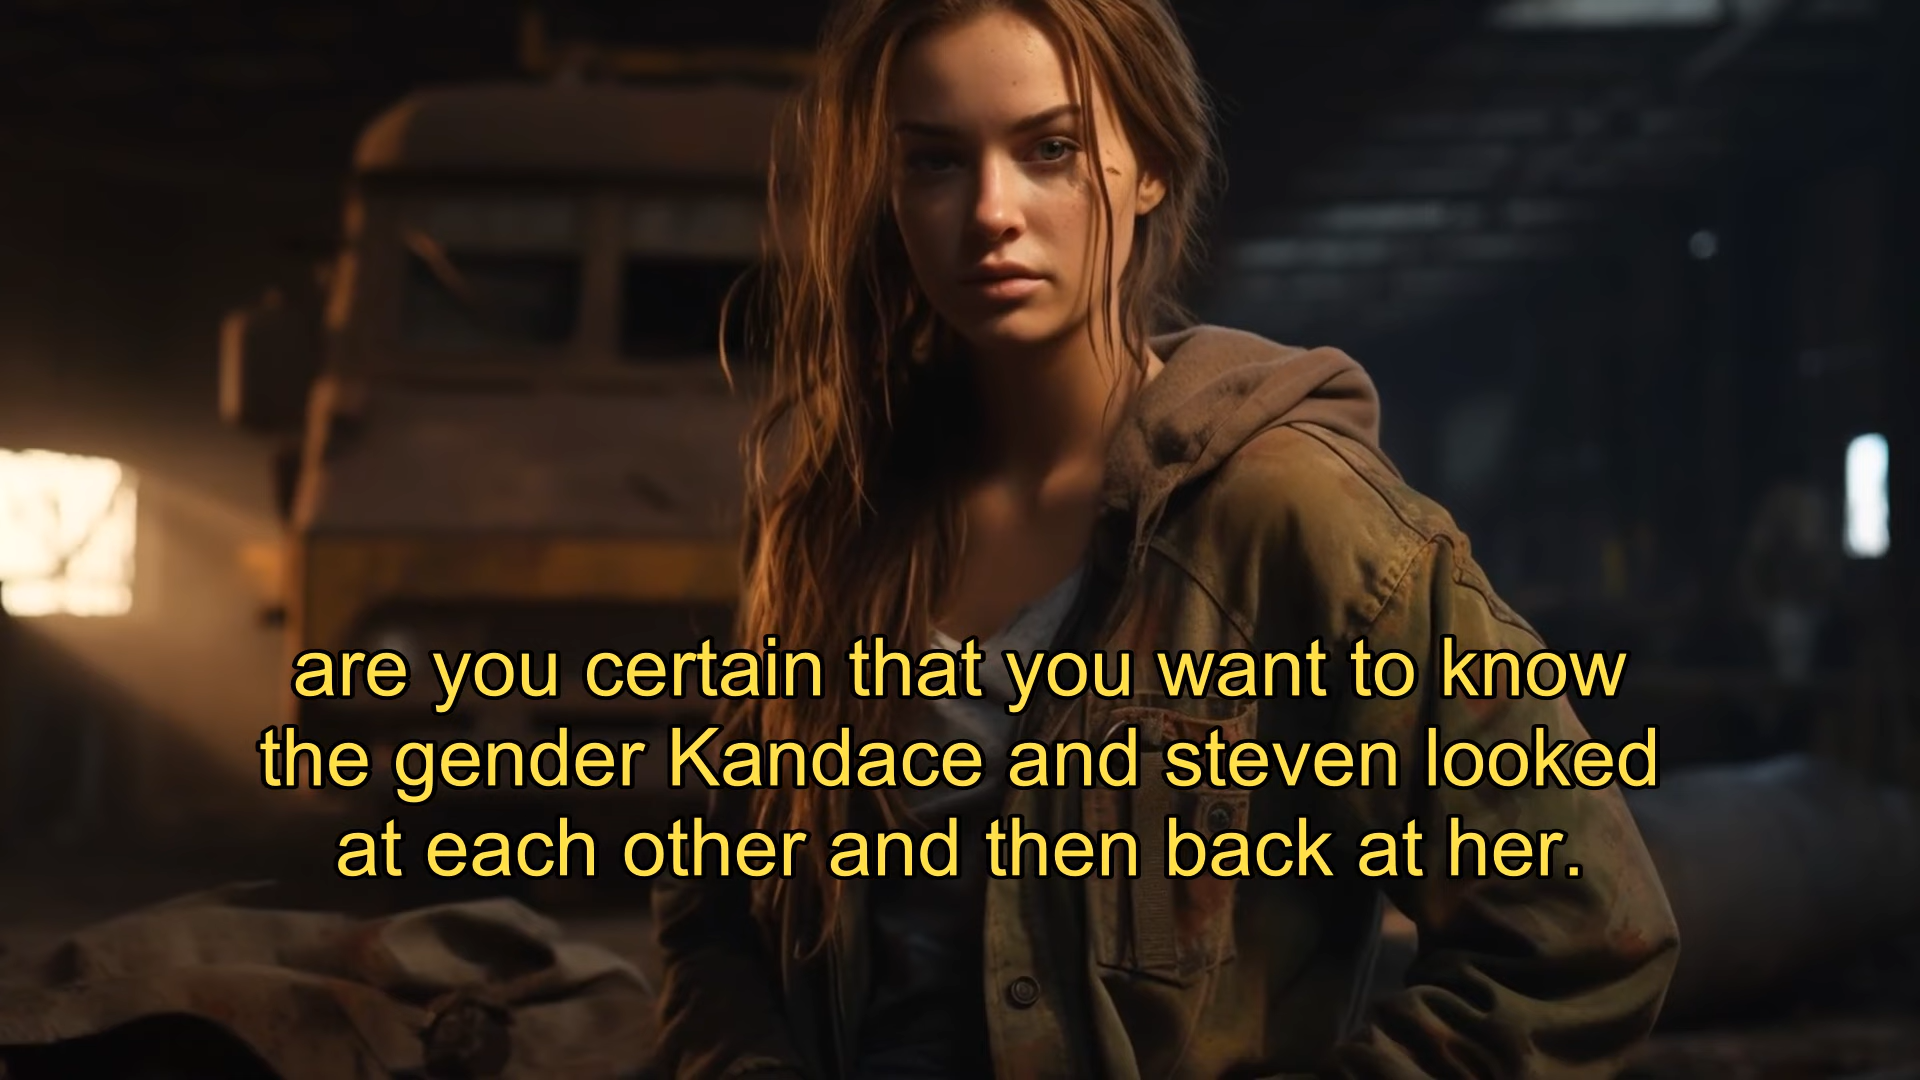 are you certain that you want to know
the gender Kandace and steven looked
at each other and then back at her.